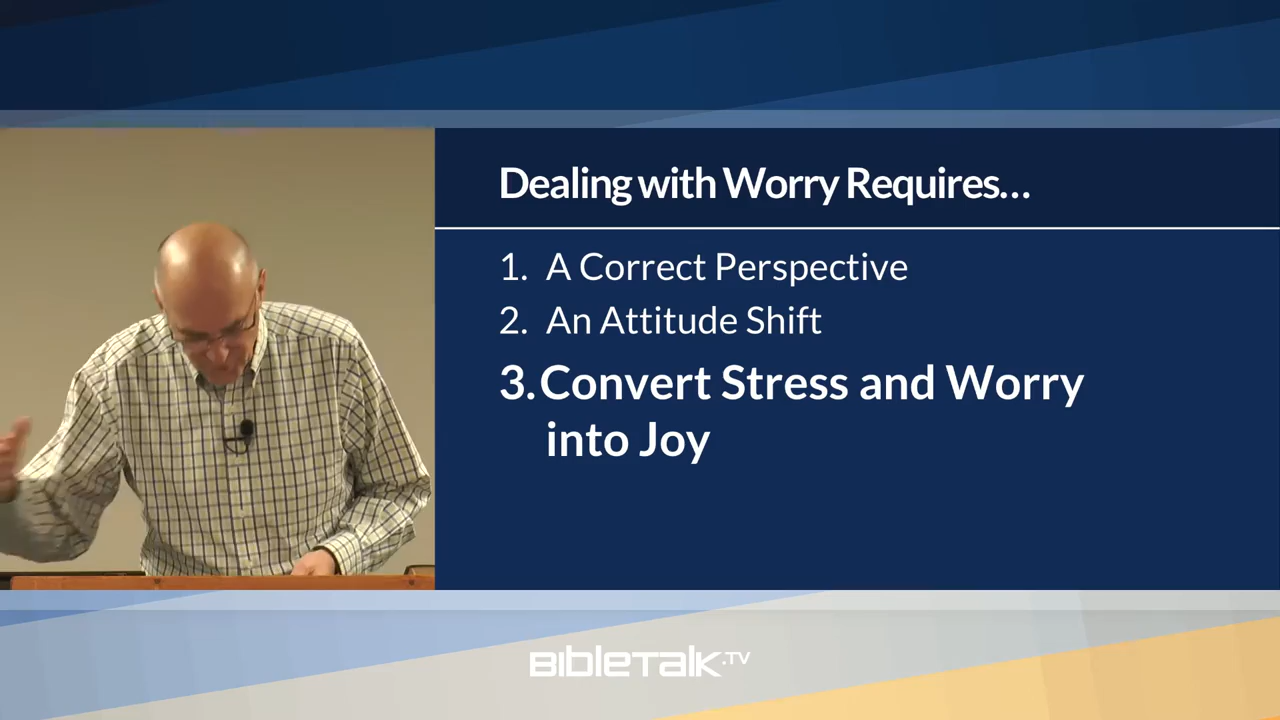 Dealing with Worry Requires...
1. A Correct Perspective
2. An Attitude Shift
3. Convert Stress and Worry
into Joy
BibleTalk.TV